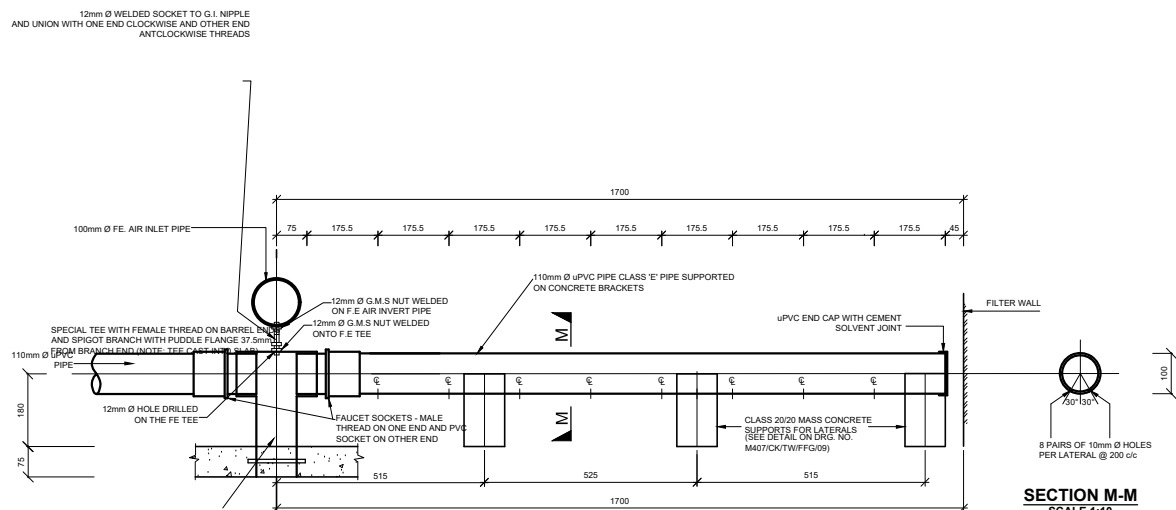 12mm Ø WELDED SOCKET TO G.I. NIPPLE
AND UNION WITH ONE END CLOCKWISE AND OTHER END
ANTCLOCKWISE THREADS
1700
75
175.5
175.5
175.5
175.5
175.5
175.5
175.5
175.5
175.5
45
100mm Ø FE. AIR INLET PIPE
110mm Ø uPVC PIPE CLASS 'E' PIPE SUPPORTED
ON CONCRETE BRACKETS
12mm Ø G.M.S NUT WELDED
ON F.E AIR INVERT PIPE
12mm Ø G.M.S NUT WELDED
ONTO F.E TEE
FILTER WALL
uPVC END CAP WITH CEMENT
SOLVENT JOINT
SPECIAL TEE WITH FEMALE THREAD ON BARREL END
AND SPIGOT BRANCH WITH PUDDLE FLANGE 37.5mm
FROM BRANCH END (NOTE: TEE CAST INTO SLAB)
110mm Ø uPVC
PIPE
M
M
℄
℄
℄
℄
℄
℄
℄
℄
100
30°
30°
180
75
12mm Ø HOLE DRILLED
ON THE FE TEE
FAUCET SOCKETS - MALE
THREAD ON ONE END AND PVC
SOCKET ON OTHER END
CLASS 20/20 MASS CONCRETE
SUPPORTS FOR LATERALS
(SEE DETAIL ON DRG. NO.
M407/CK/TW/FFG/09)
8 PAIRS OF 10mm Ø HOLES
PER LATERAL @ 200 c/c
515
525
515
1700
SECTION M-M
SCALE 1:10